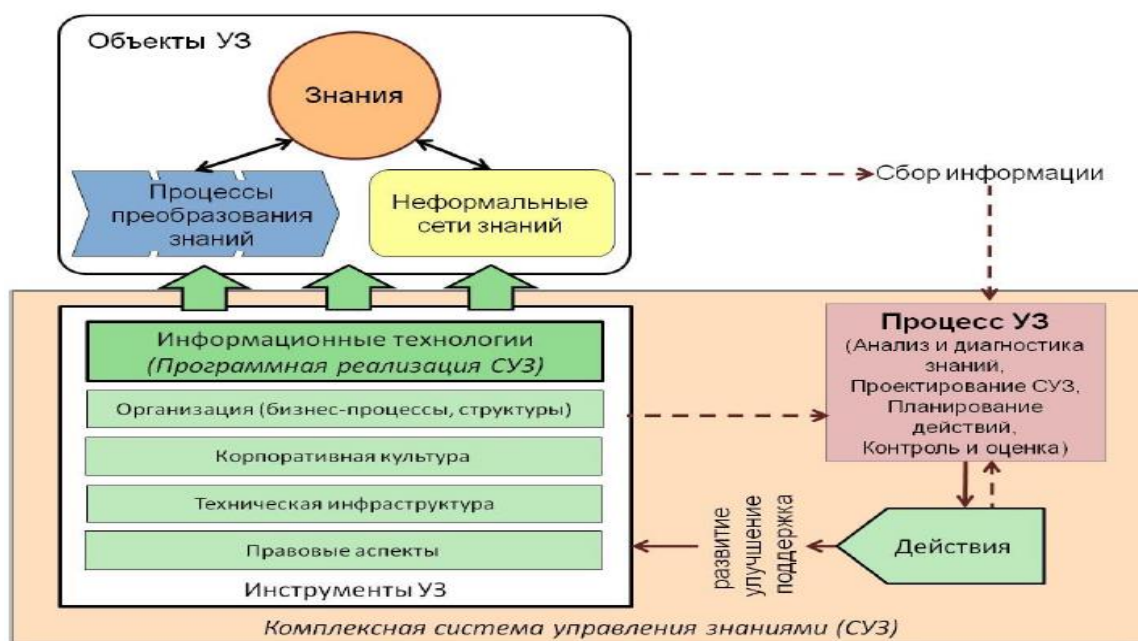 Объекты УЗ
Знания
Процессы
преобразования
знаний
Неформальные
сети знаний
Сбор информации
Информационные технологии
(Программная реализация СУЗ)
Организация (бизнес-процессы, структуры)
Корпоративная культура
Техническая инфраструктура
Правовые аспекты
Инструменты УЗ
Процесс УЗ
(Анализ и диагностика
знаний,
Проектирование СУЗ,
Планирование
действий,
Контроль и оценка)
Действия
развитие
улучшение
поддержка
Комплексная система управления знаниями (СУЗ)